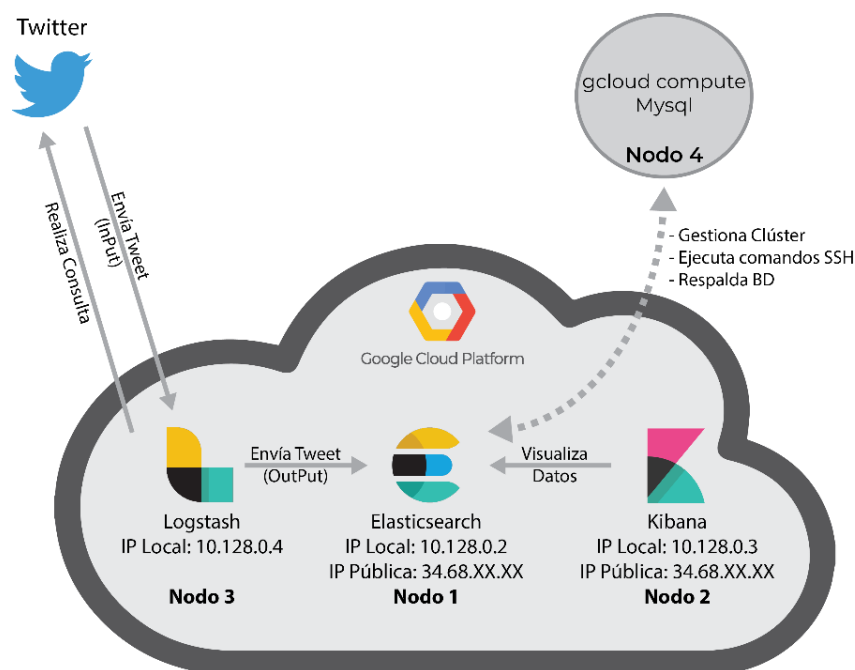 Twitter
gcloud compute
Mysql
Nodo 4
Realiza Consulta
Envía Tweet
(InPut)
- Gestiona Clúster
- Ejecuta comandos SSH
- Respalda BD
Google Cloud Platform
Envía Tweet
(OutPut)
Visualiza
Datos
Logstash
IP Local: 10.128.0.4
Nodo 3
Elasticsearch
IP Local: 10.128.0.2
IP Pública: 34.68.XX.XX
Nodo 1
Kibana
IP Local: 10.128.0.3
IP Pública: 34.68.XX.XX
Nodo 2